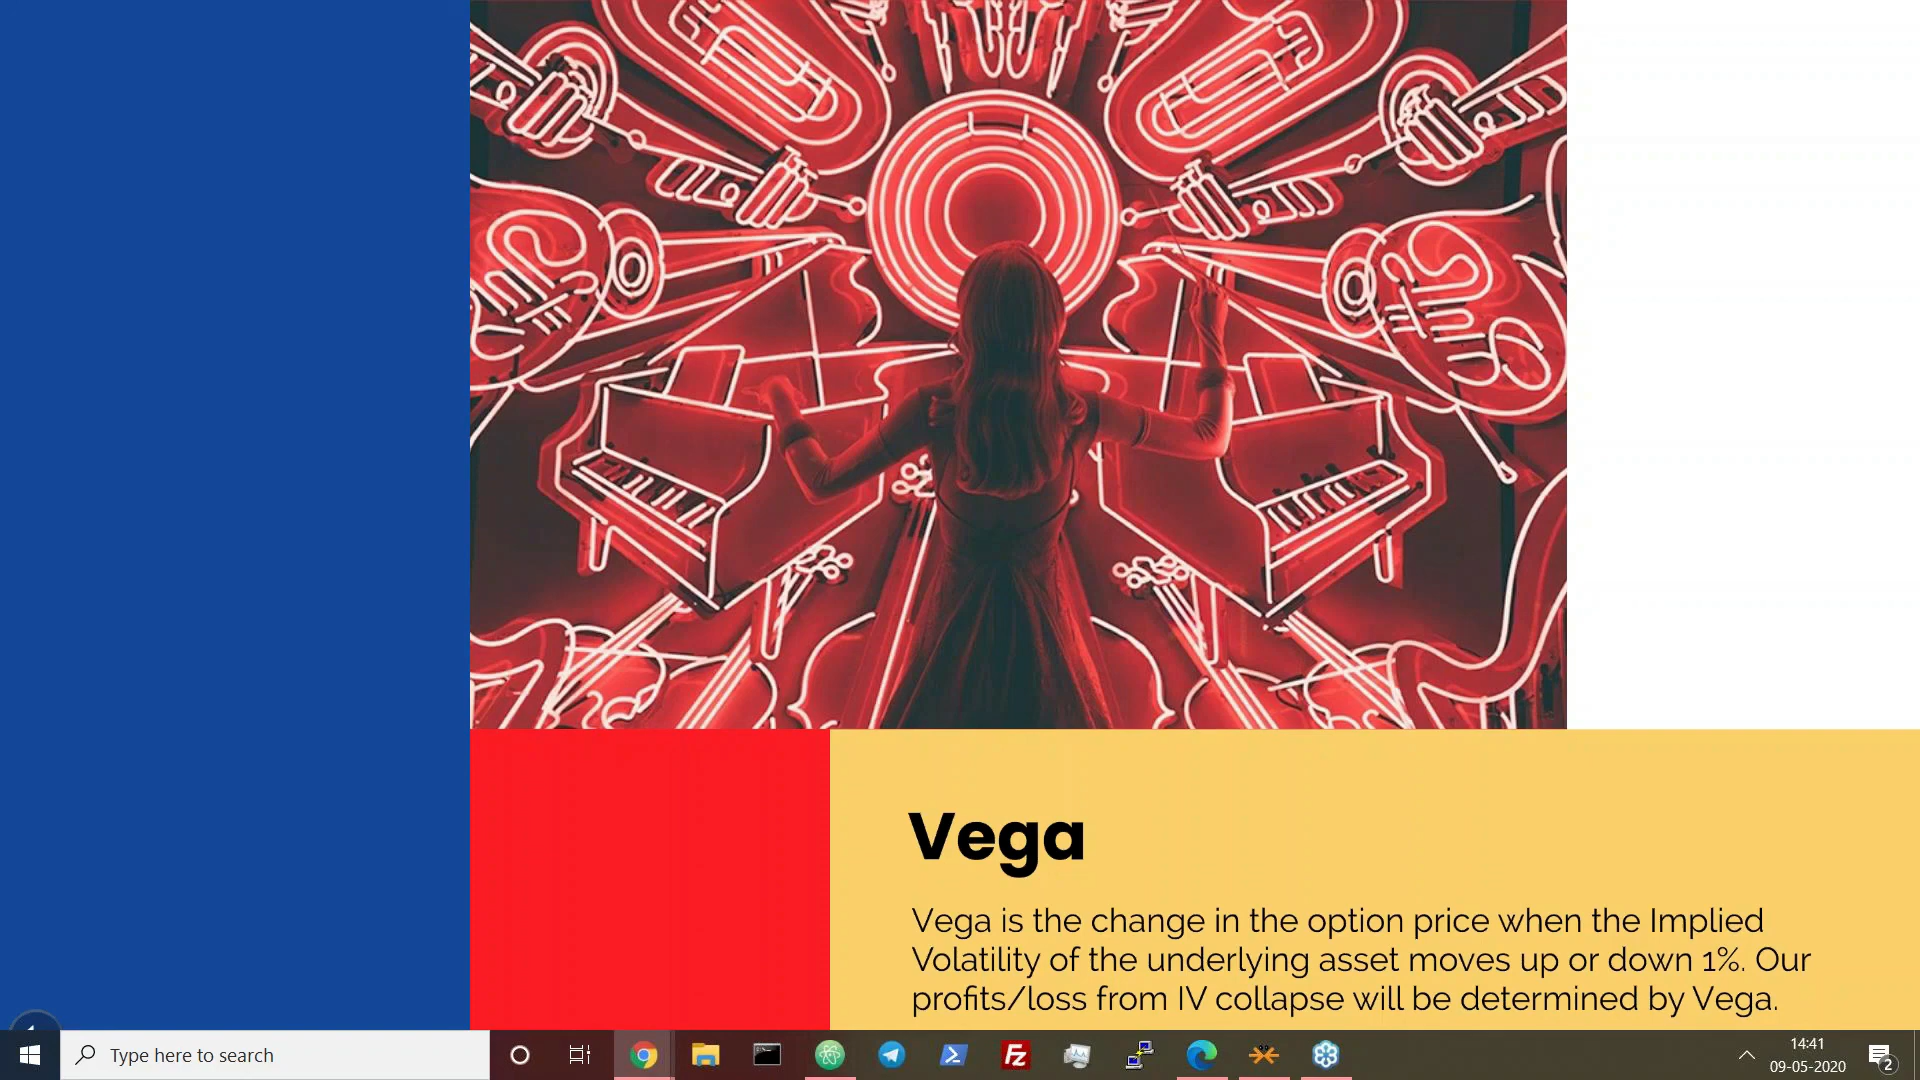 Vega
Vega is the change in the option price when the Implied
Volatility of the underlying asset moves up or down 1%. Our
profits/loss from IV collapse will be determined by Vega.
Type here to search
Fz
14:41
09-05-2020
2